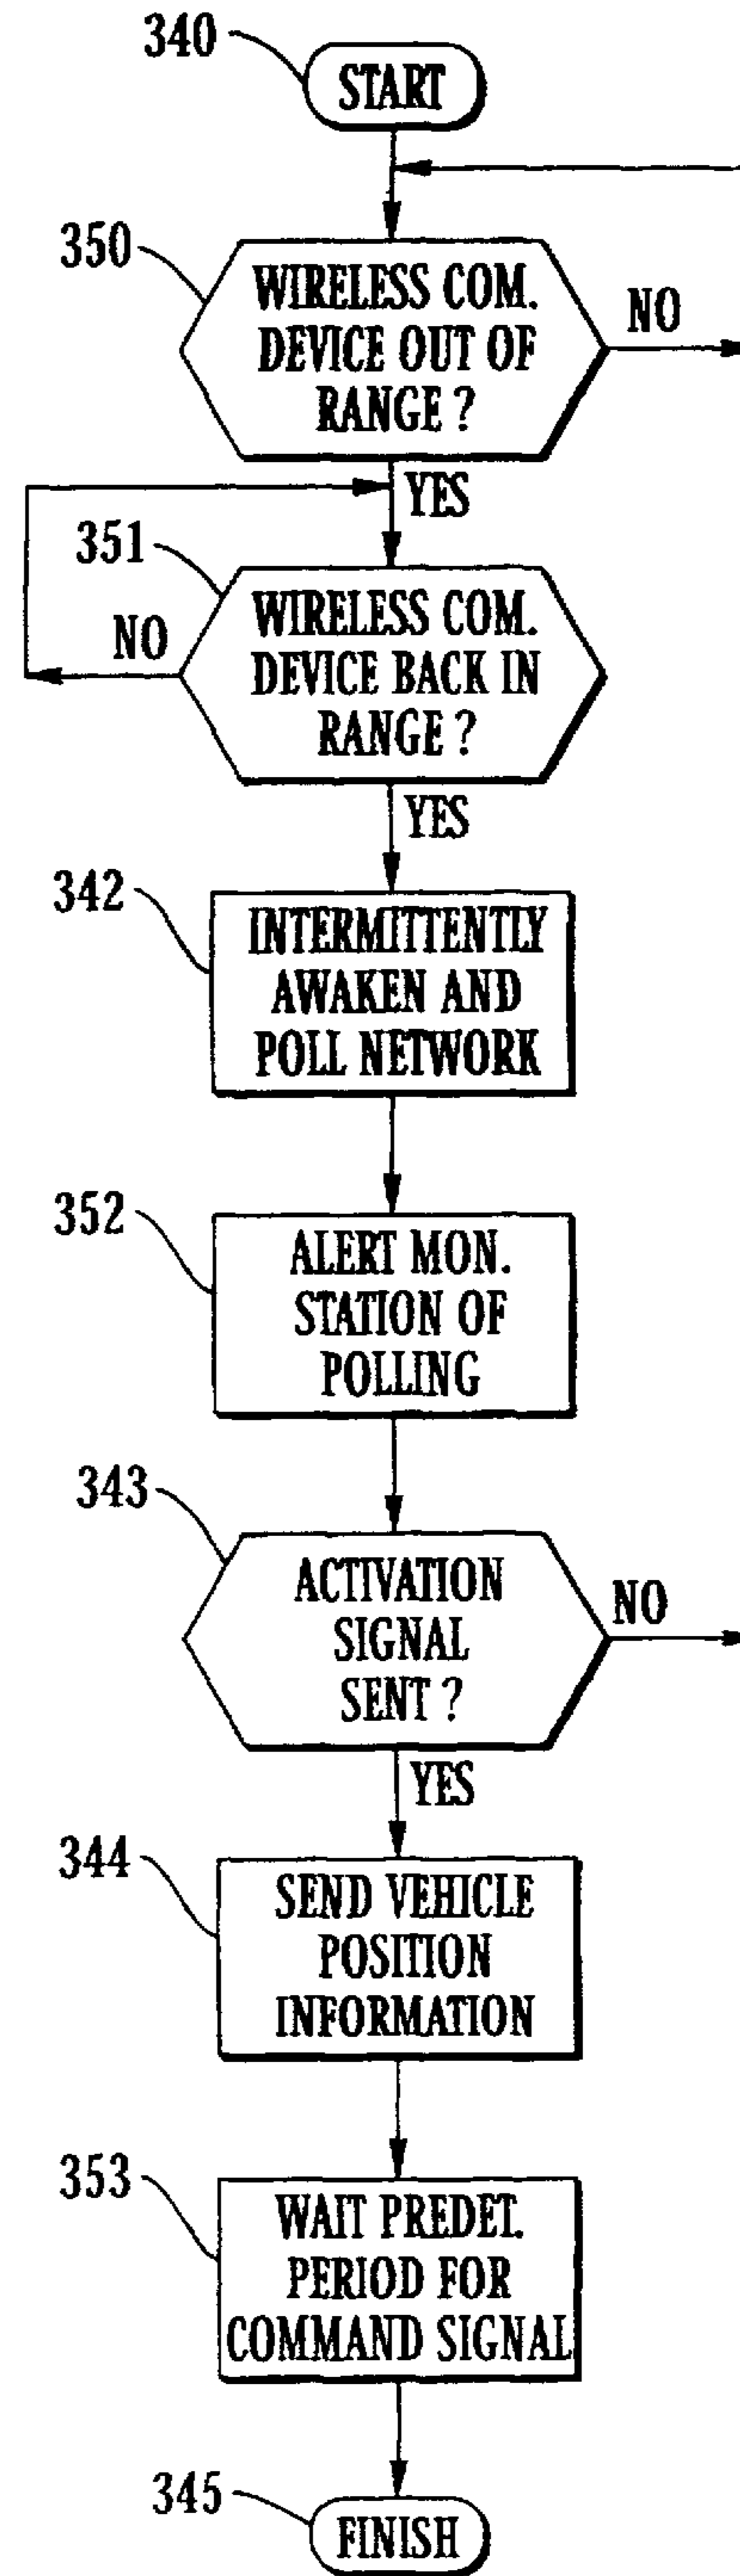 340
START
350
WIRELESS COM.
DEVICE OUT OF
RANGE ?
NO
YES
351
NO
WIRELESS COM.
DEVICE BACK IN
RANGE ?
YES
342
INTERMITTENTLY
AWAKEN AND
POLL NETWORK
352
ALERT MON.
STATION OF
POLLING
343
ACTIVATION
SIGNAL
SENT ?
NO
YES
344
SEND VEHICLE
POSITION
INFORMATION
353
WAIT PREDET.
PERIOD FOR
COMMAND SIGNAL
345
FINISH